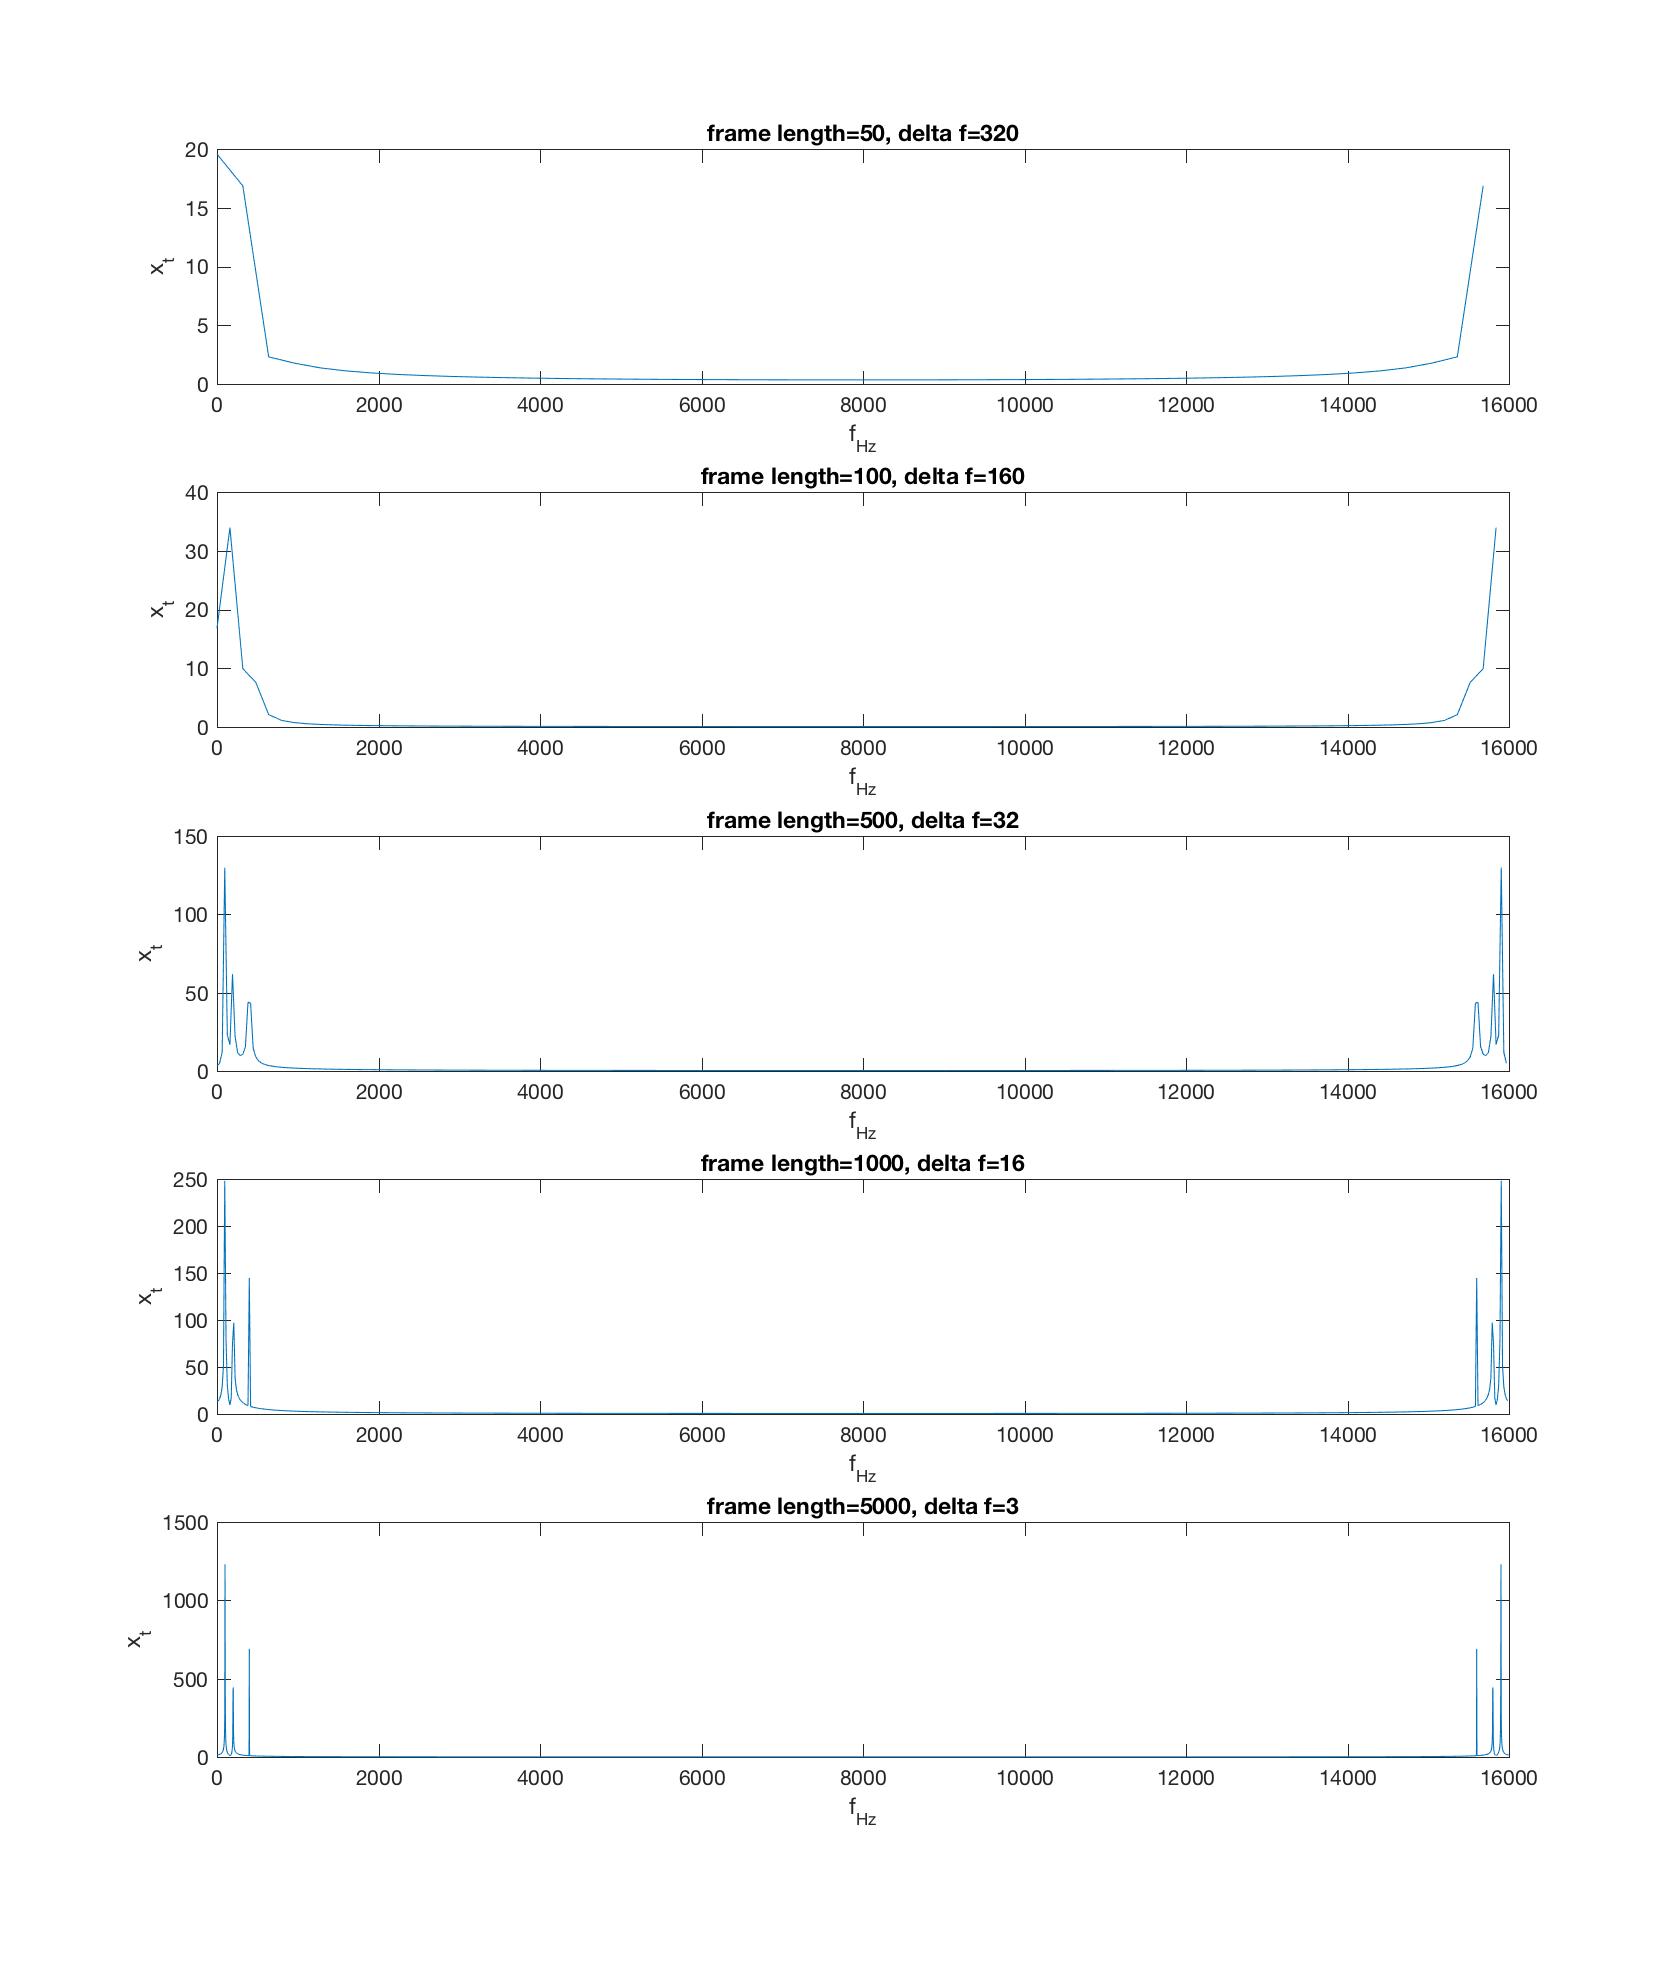 frame length=50, delta f=320
20
15
10
5
0
x_t
0 2000 4000 6000 8000 10000 12000 14000 16000
f_Hz
frame length=100, delta f=160
40
30
20
10
0
x_t
0 2000 4000 6000 8000 10000 12000 14000 16000
f_Hz
frame length=500, delta f=32
150
100
50
0
x_t
0 2000 4000 6000 8000 10000 12000 14000 16000
f_Hz
frame length=1000, delta f=16
250
200
150
100
50
0
x_t
0 2000 4000 6000 8000 10000 12000 14000 16000
f_Hz
frame length=5000, delta f=3
1500
1000
500
0
x_t
0 2000 4000 6000 8000 10000 12000 14000 16000
f_Hz